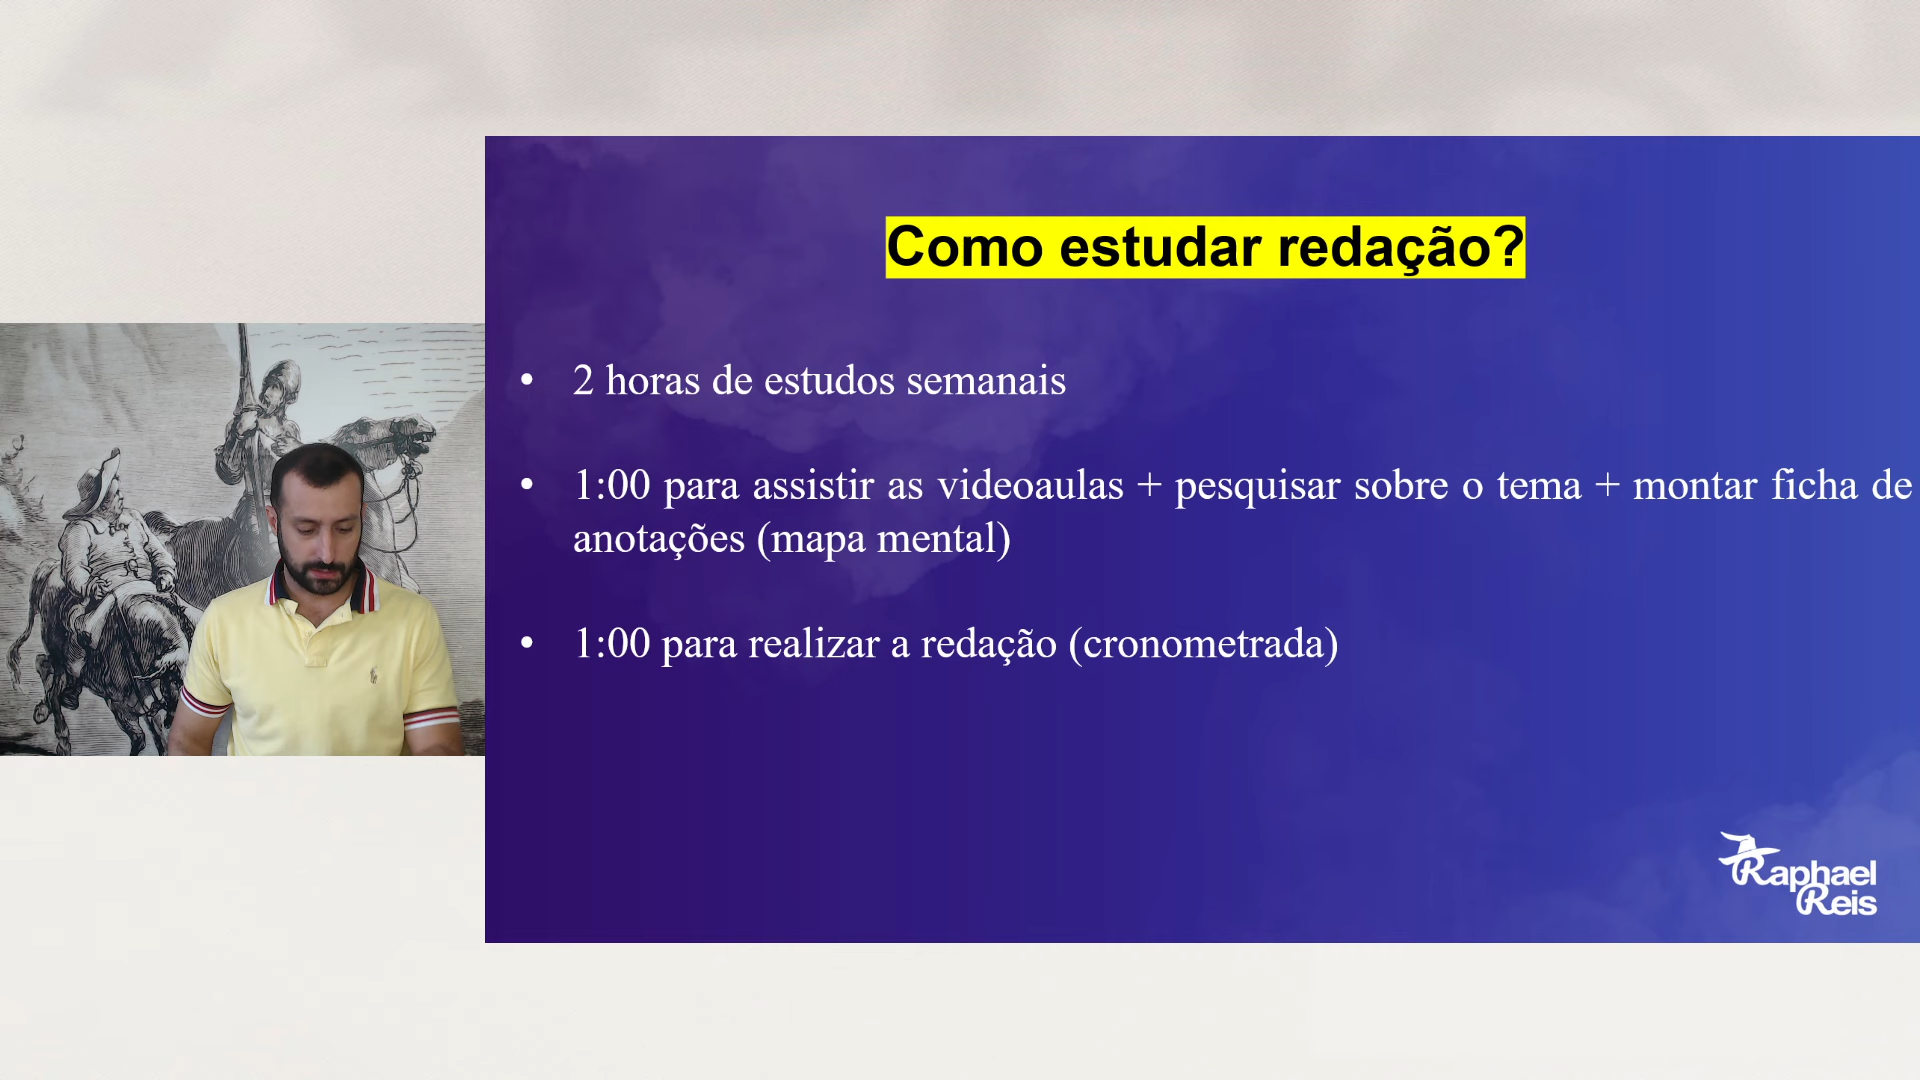 Como estudar redação?
• 2 horas de estudos semanais
• 1:00 para assistir as videoaulas + pesquisar sobre o tema + montar ficha de
anotações (mapa mental)
• 1:00 para realizar a redação (cronometrada)
Raphael
Reis